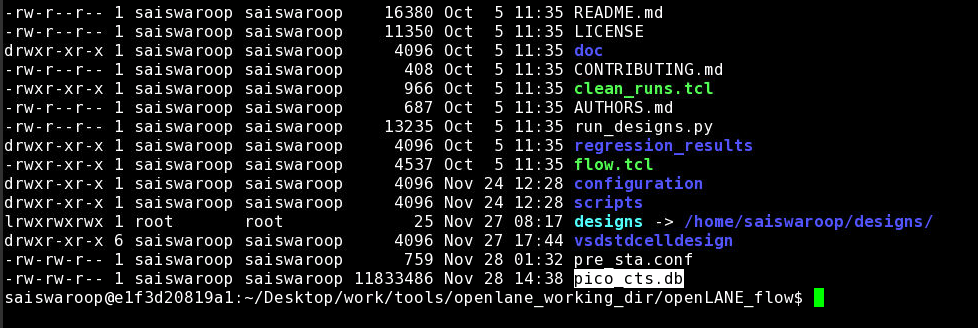 -rw-r--r-- 1 saiswaroop saiswaroop    16380 Oct  5 11:35 README.md
-rw-r--r-- 1 saiswaroop saiswaroop    11350 Oct  5 11:35 LICENSE
drwxr-xr-x 1 saiswaroop saiswaroop     4096 Oct  5 11:35 doc
-rw-r--r-- 1 saiswaroop saiswaroop      408 Oct  5 11:35 CONTRIBUTING.md
-rwxr-xr-x 1 saiswaroop saiswaroop      966 Oct  5 11:35 clean_runs.tcl
-rw-r--r-- 1 saiswaroop saiswaroop      687 Oct  5 11:35 AUTHORS.md
-rw-r--r-- 1 saiswaroop saiswaroop    13235 Oct  5 11:35 run_designs.py
drwxr-xr-x 1 saiswaroop saiswaroop     4096 Oct  5 11:35 regression_results
-rwxr-xr-x 1 saiswaroop saiswaroop     4537 Oct  5 11:35 flow.tcl
drwxr-xr-x 1 saiswaroop saiswaroop     4096 Nov 24 12:28 configuration
drwxr-xr-x 1 saiswaroop saiswaroop     4096 Nov 24 12:28 scripts
lrwxrwxrwx 1 root       root             25 Nov 27 08:17 designs -> /home/saiswaroop/designs/
drwxr-xr-x 6 saiswaroop saiswaroop     4096 Nov 27 17:44 vsdstdcelldesign
-rw-rw-r-- 1 saiswaroop saiswaroop      759 Nov 28 01:32 pre_sta.conf
-rw-r--r-- 1 saiswaroop saiswaroop 11833486 Nov 28 14:38 pico_cts.db
saiswaroop@e1f3d20819a1:~/Desktop/work/tools/openlane_working_dir/openLANE_flow$